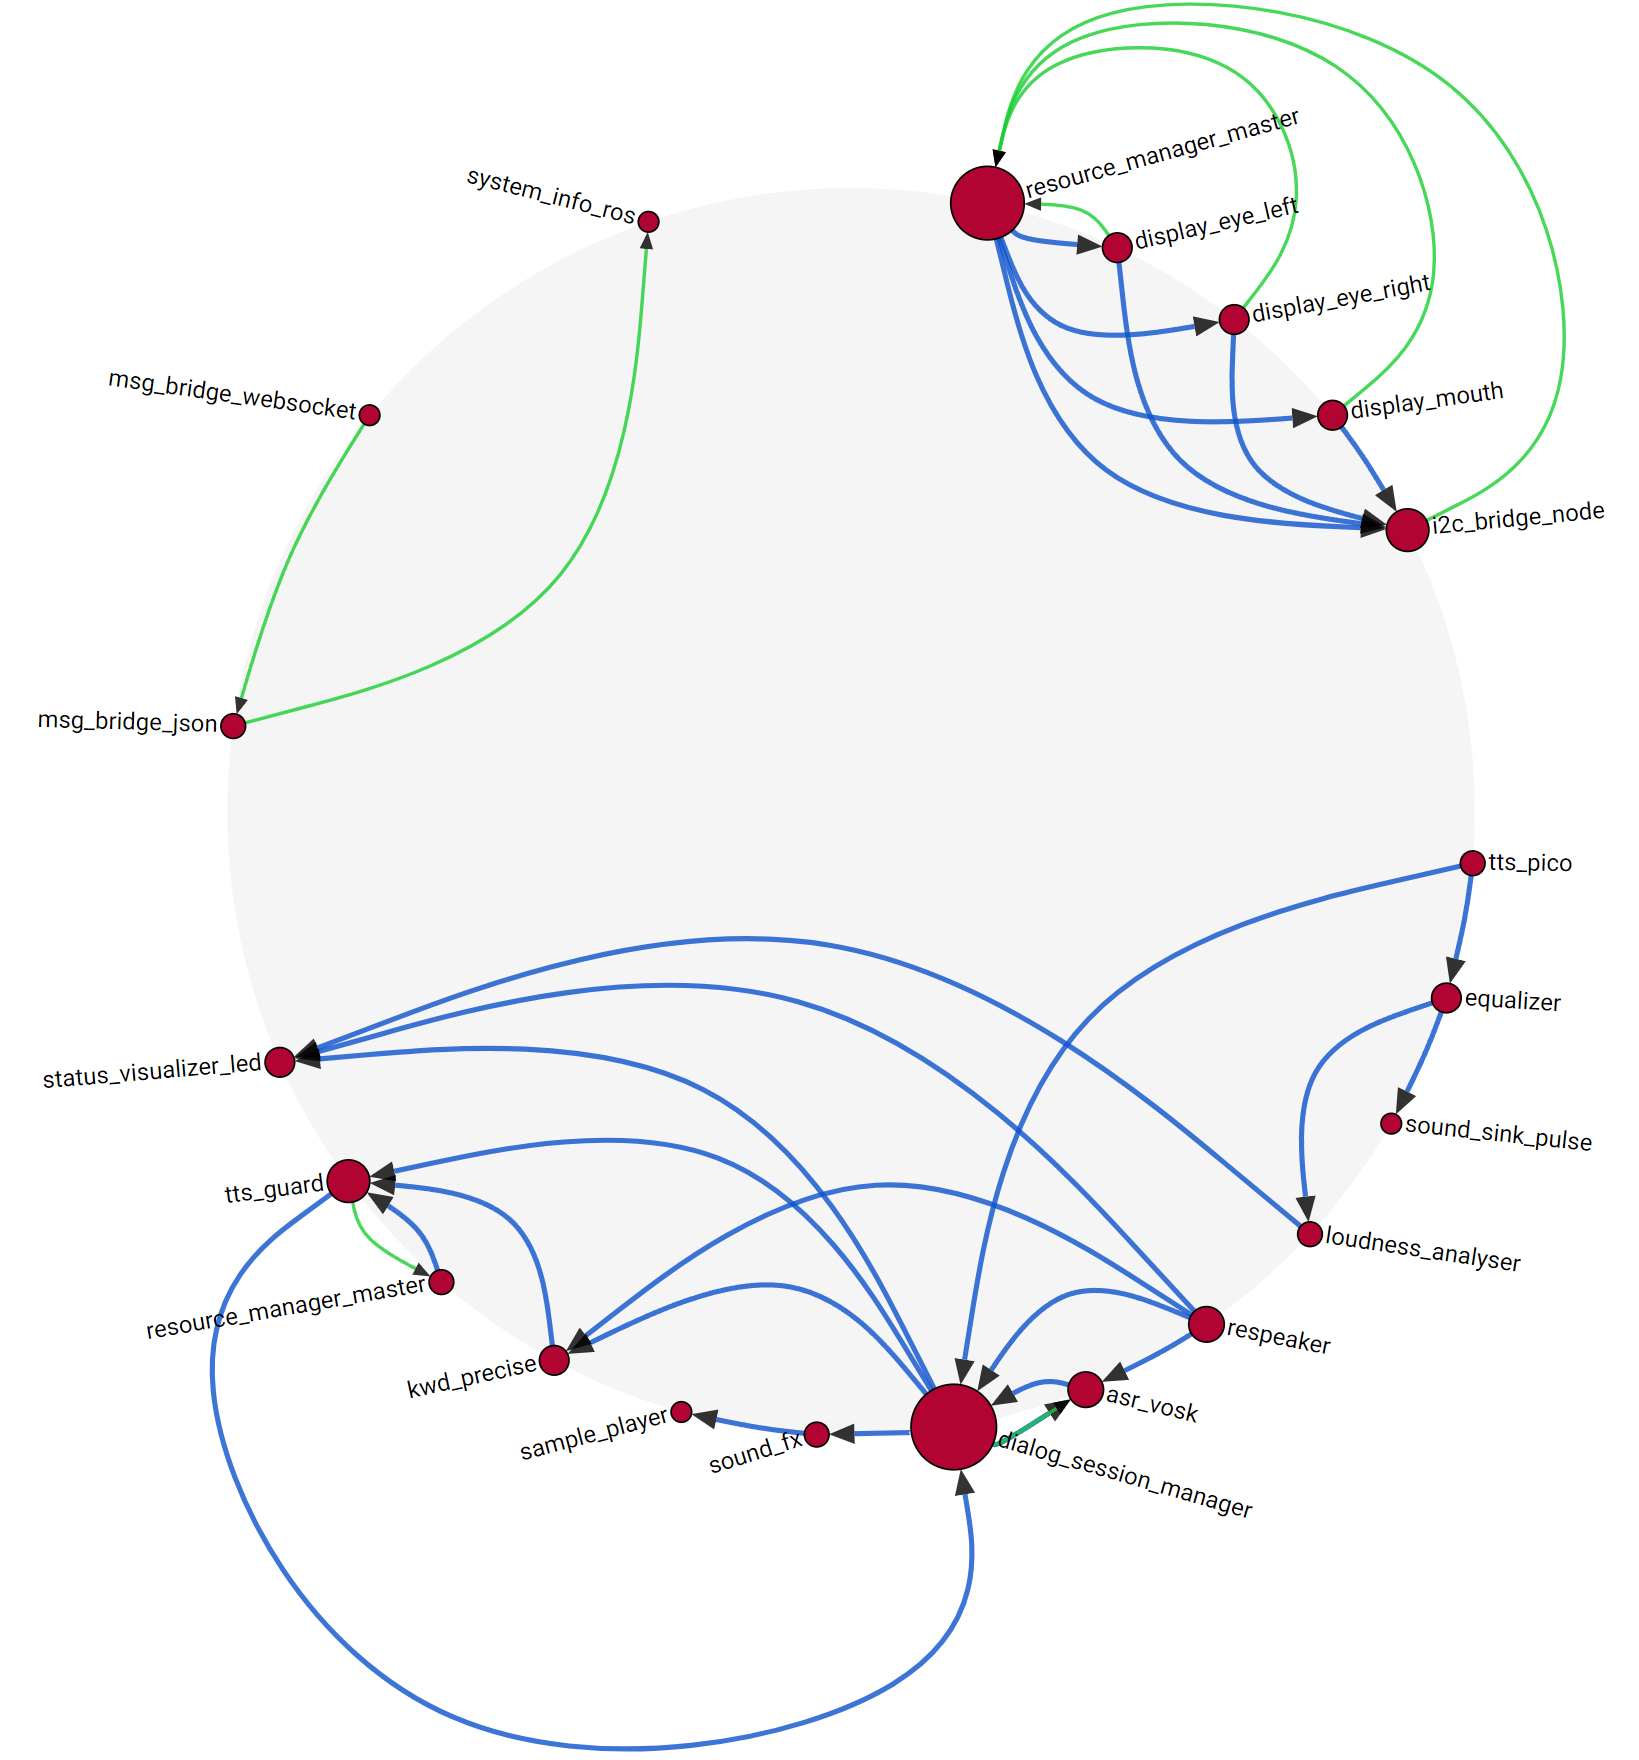 resource_manager_master
system_info_ros
display_eye_left
display_eye_right
msg_bridge_websocket
display_mouth
i2c_bridge_node
msg_bridge_json
tts_pico
equalizer
status_visualizer_led
sound_sink_pulse
tts_guard
loudness_analyser
resource_manager_master
respeaker
kwd_precise
asr_vosk
sample_player
sound_fx
dialog_session_manager